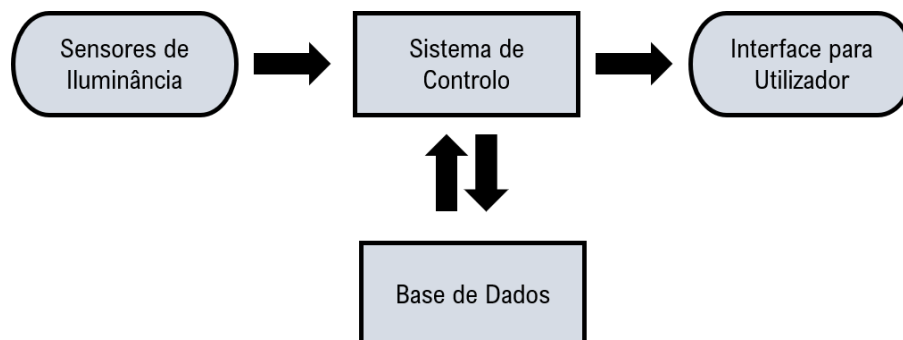 Sensores de
Iluminância
Sistema de
Controlo
Interface para
Utilizador
Base de Dados